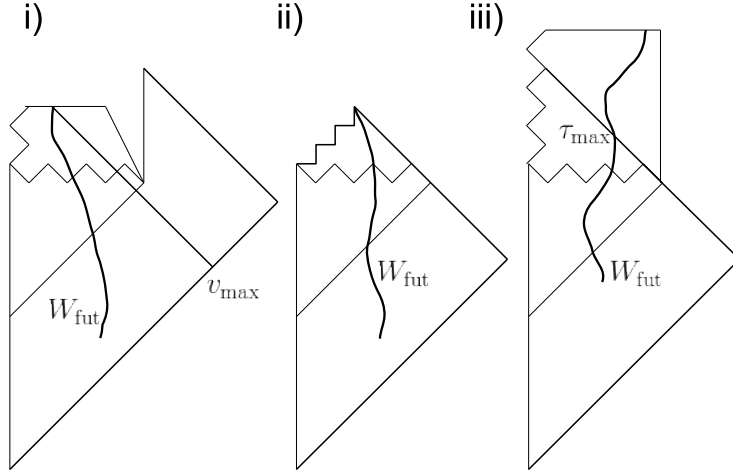 i)
ii)
iii)
τ_max
W_fut
v_max
W_fut
W_fut